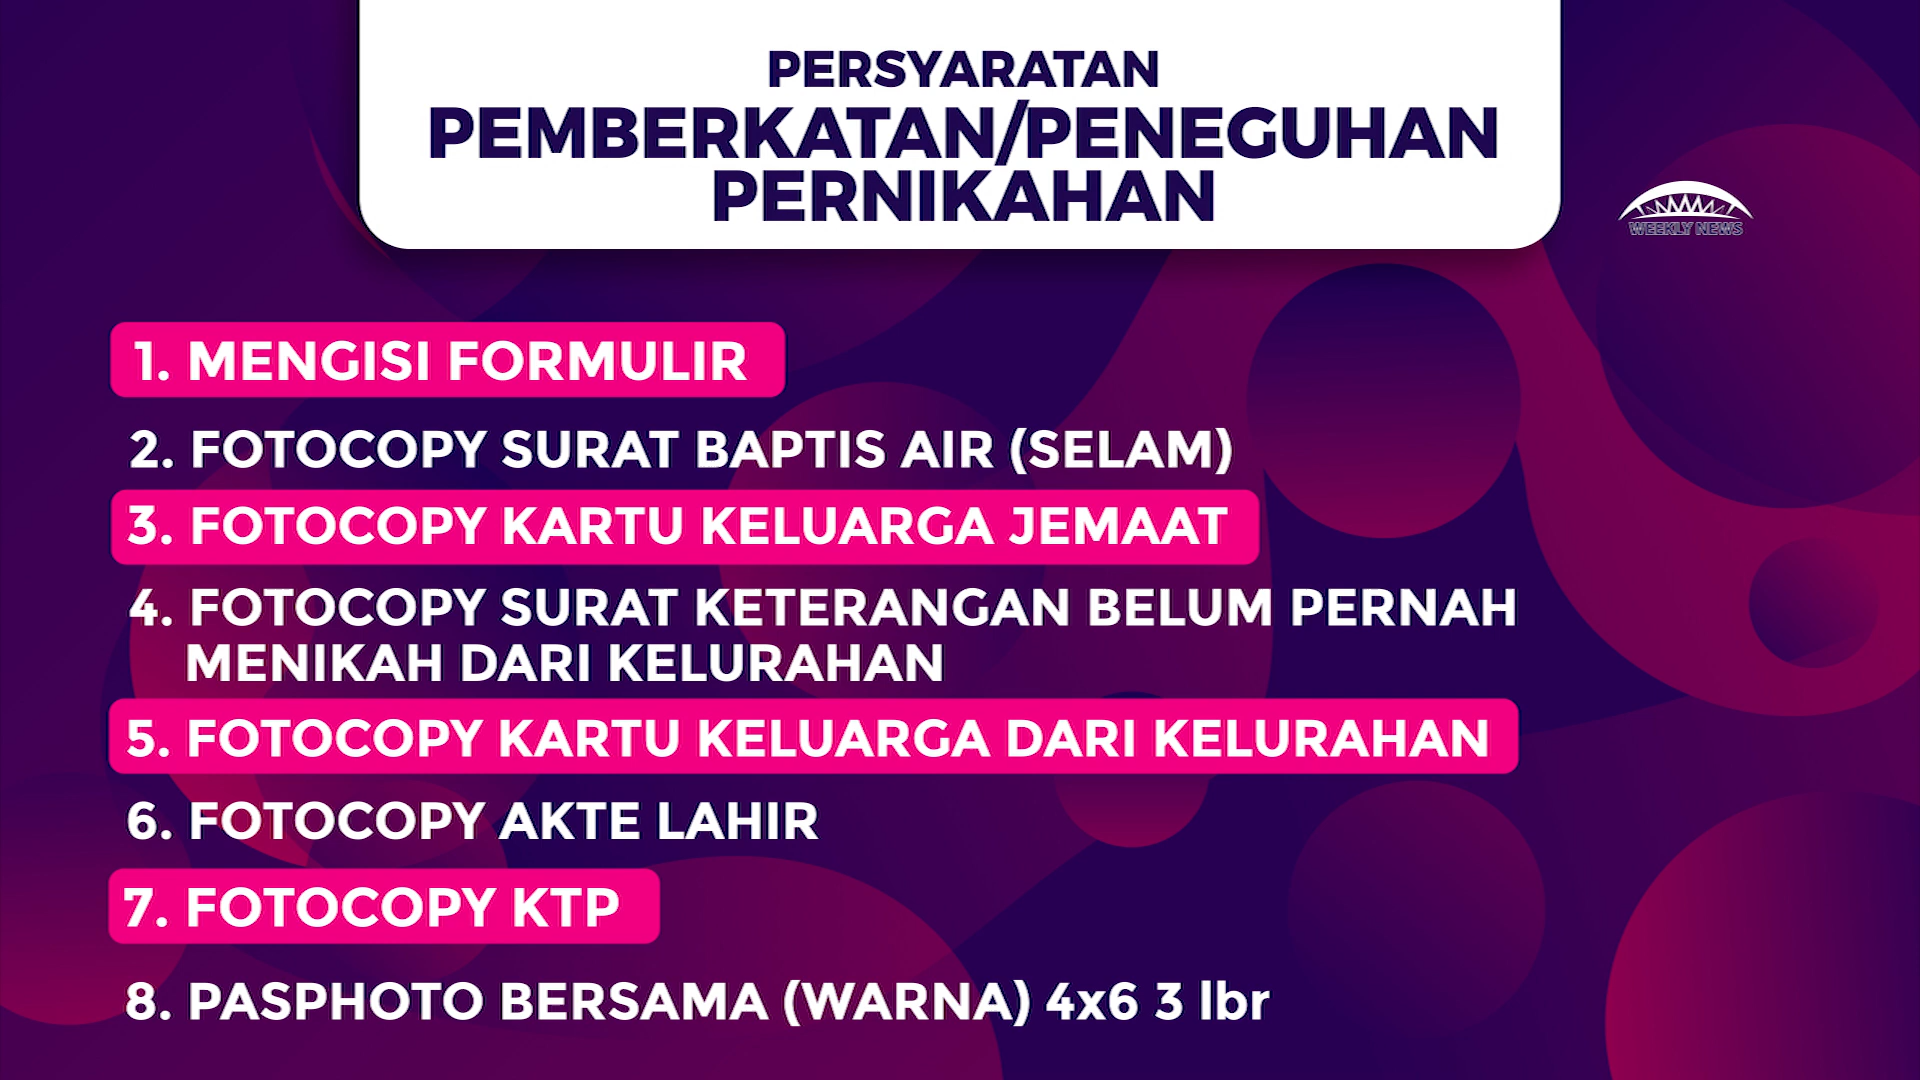 PERSYARATAN
PEMBERKATAN/PENEGUHAN
PERNIKAHAN
WEEKLY NEWS
1. MENGISI FORMULIR
2. FOTOCOPY SURAT BAPTIS AIR (SELAM)
3. FOTOCOPY KARTU KELUARGA JEMAAT
4. FOTOCOPY SURAT KETERANGAN BELUM PERNAH
MENIKAH DARI KELURAHAN
5. FOTOCOPY KARTU KELUARGA DARI KELURAHAN
6. FOTOCOPY AKTE LAHIR
7. FOTOCOPY KTP
8. PASPHOTO BERSAMA (WARNA) 4x6 3 lbr